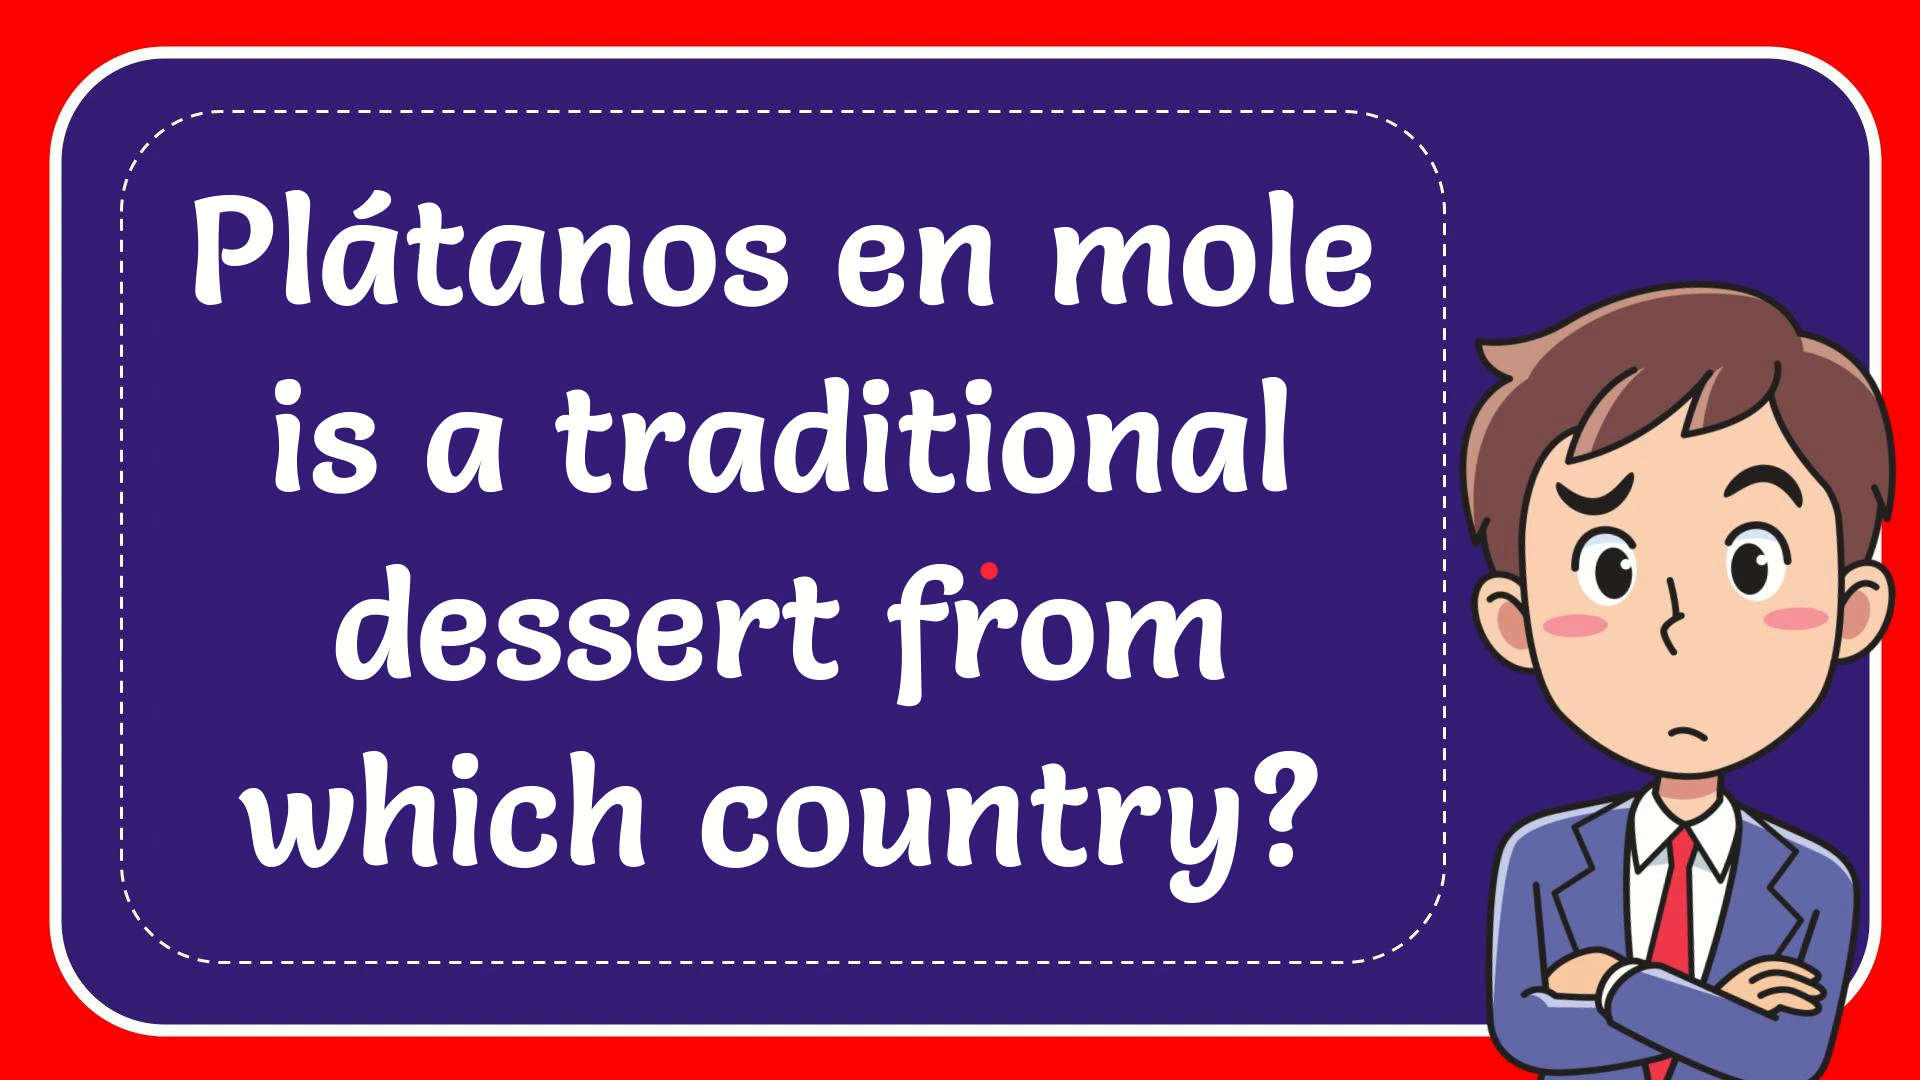 Plátanos en mole
is a traditional
dessert from
which country?